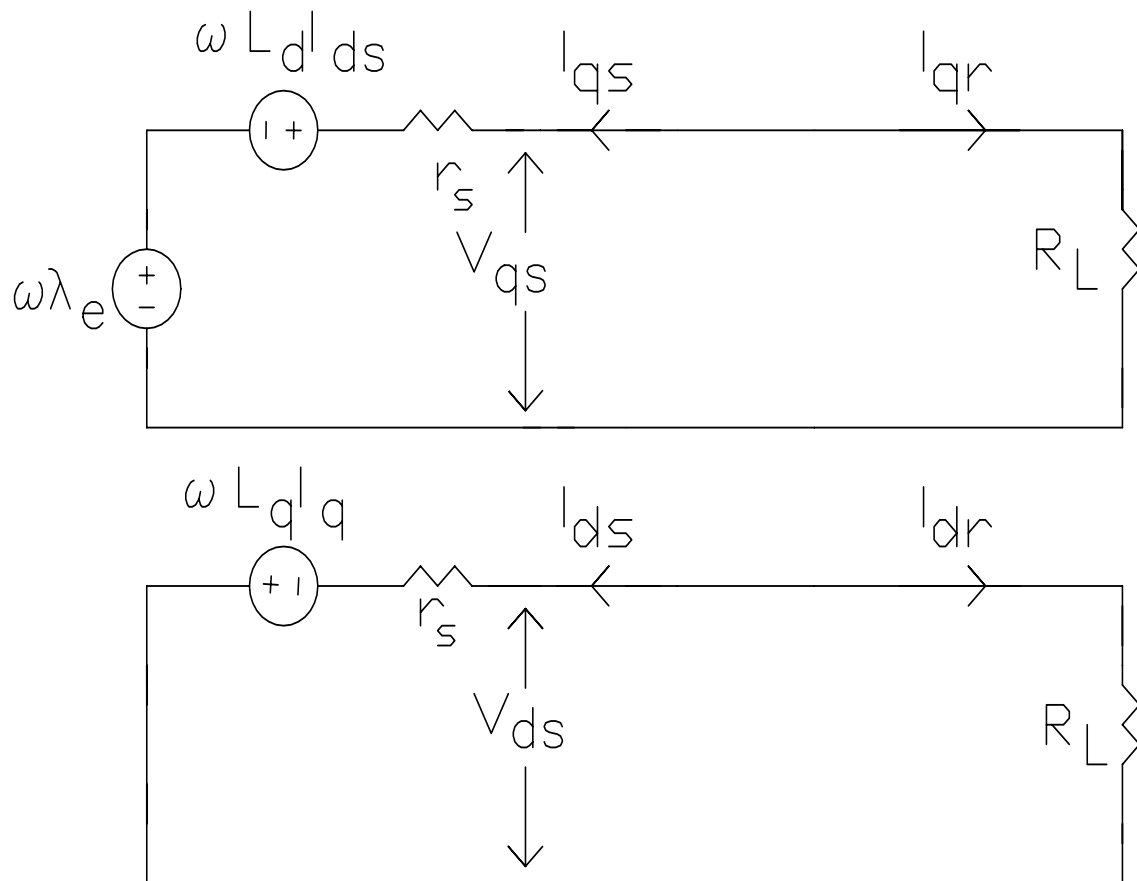 ω L_d I_ds
I_qs
I_qr
r_s
V_qs
R_L
ωλ_e
ω L_q I_q
I_ds
I_dr
r_s
V_ds
R_L